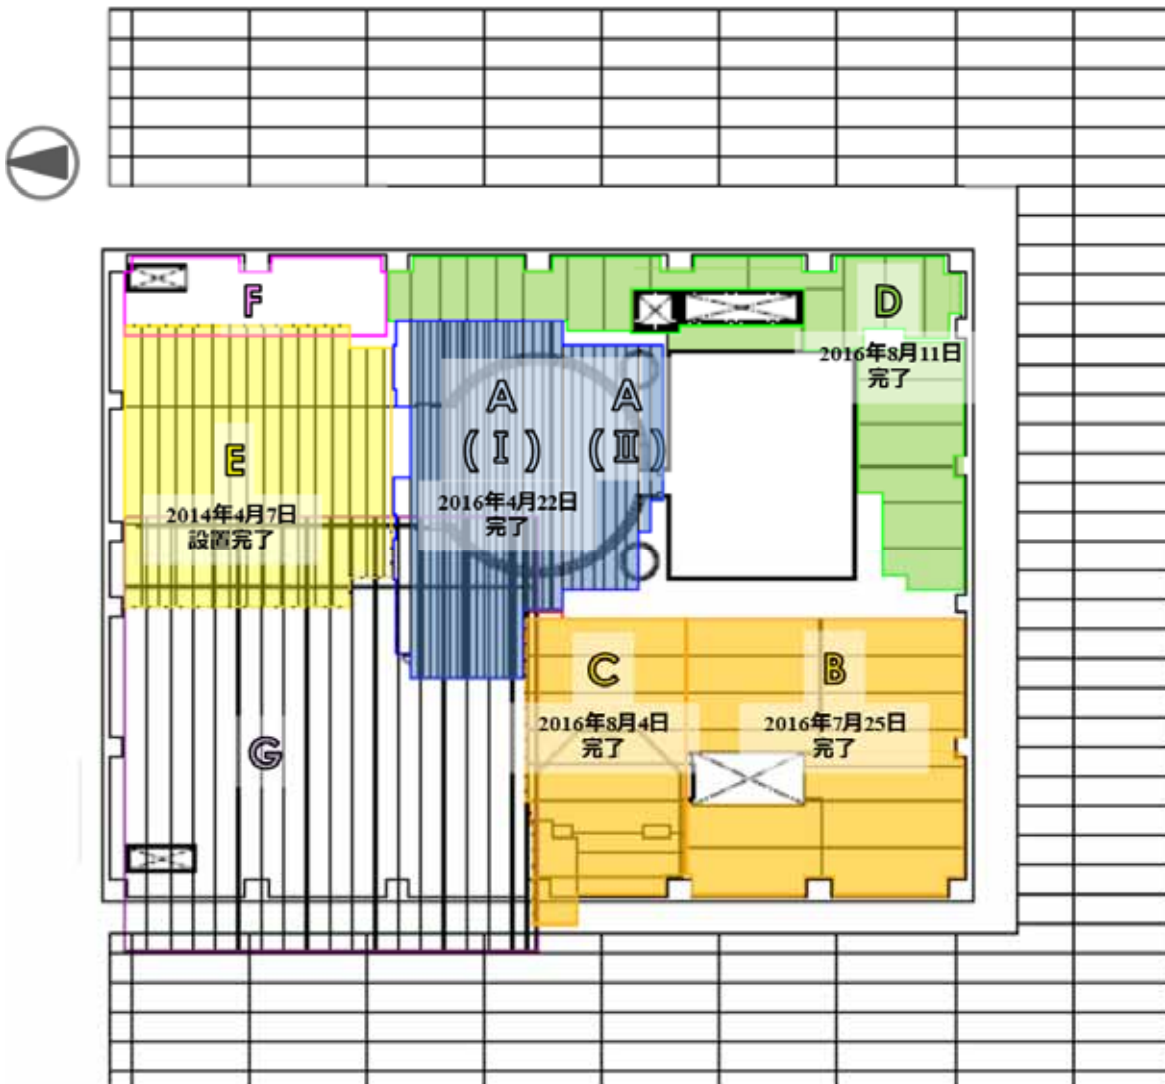 F
D
2016年8月11日
完了
A
(Ⅰ)
A
(Ⅱ)
2016年4月22日
完了
E
2014年4月7日
設置完了
C
2016年8月4日
完了
B
2016年7月25日
完了
G